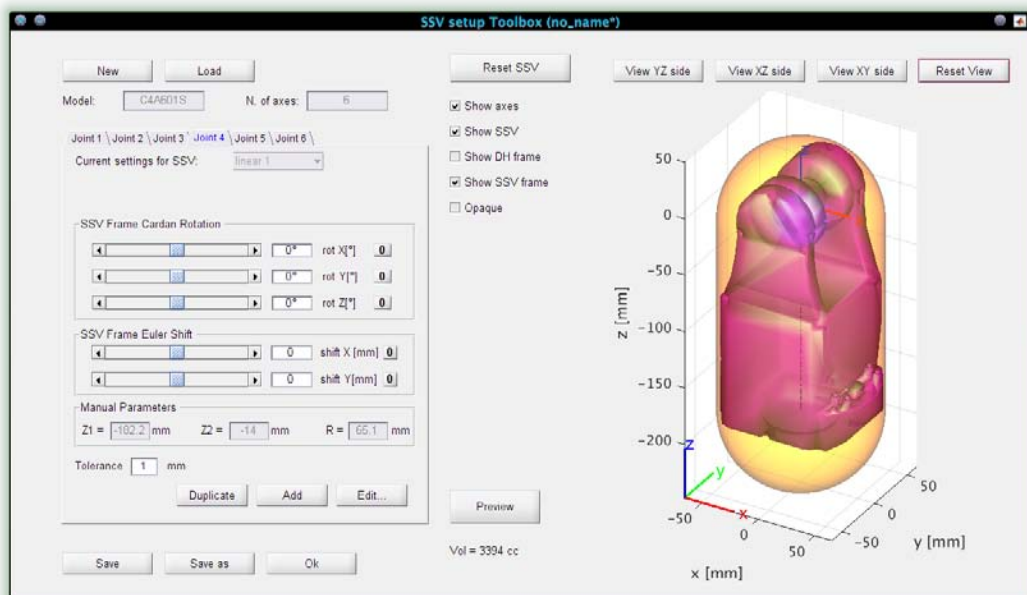 SSV setup Toolbox (no_name*)
New Load
Model: C4A601S N. of axes: 6
Joint 1 \ Joint 2 \ Joint 3 \ Joint 4 \ Joint 5 \ Joint 6 \
Current settings for SSV: linear 1
SSV Frame Cardan Rotation
0° rot X[°] 0
0° rot Y[°] 0
0° rot Z[°] 0
SSV Frame Euler Shift
0 shift X [mm] 0
0 shift Y[mm] 0
Manual Parameters
Z1 = -182.2 mm Z2 = -14 mm R = 65.1 mm
Tolerance 1 mm
Duplicate Add Edit...
Save Save as Ok
Reset SSV
Show axes
Show SSV
Show DH frame
Show SSV frame
Opaque
Preview
Vol = 3394 cc
View YZ side View XZ side View XY side Reset View
50
0
-50
-100
-150
-200
z [mm]
z
y
x
-50
0
50
x [mm]
50
0
-50
y [mm]